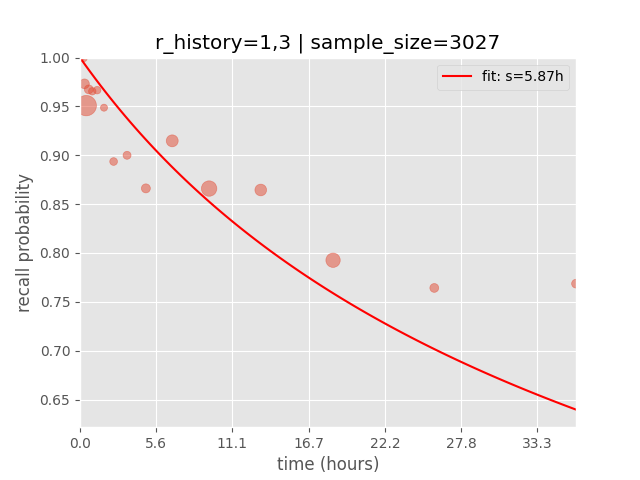 r_history=1,3 | sample_size=3027
fit: s=5.87h
1.00
0.95
0.90
0.85
0.80
0.75
0.70
0.65
recall probability
0.0 5.6 11.1 16.7 22.2 27.8 33.3
time (hours)